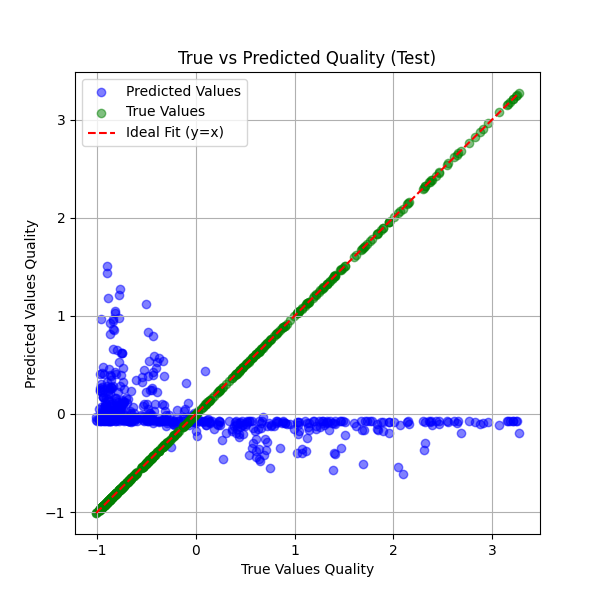 True vs Predicted Quality (Test)
Predicted Values
True Values
Ideal Fit (y=x)
Predicted Values Quality
3
2
1
0
−1
−1 0 1 2 3
True Values Quality